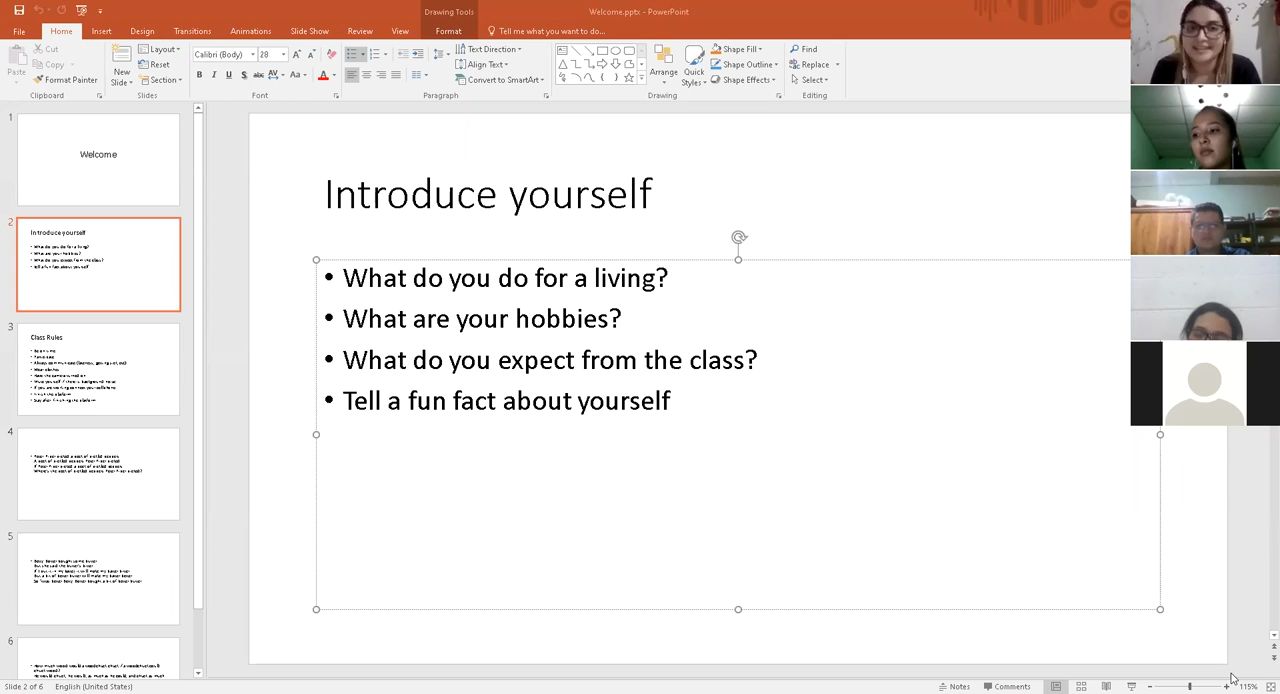 Drawing Tools
Welcome.pptx - PowerPoint
File
Home
Insert
Design
Transitions
Animations
Slide Show
Review
View
Format
Tell me what you want to do...
Paste
Cut
Copy
Format Painter
Clipboard
New
Slide
Layout
Reset
Section
Slides
Calibri (Body)
28
Font
Text Direction
Align Text
Convert to SmartArt
Paragraph
Arrange
Quick
Styles
Shape Fill
Shape Outline
Shape Effects
Drawing
Find
Replace
Select
Editing
1
Welcome
2
Introduce yourself
What do you do for a living?
What are your hobbies?
What do you expect from the class?
Tell a fun fact about yourself
3
Class Rules
4
5
6
Introduce yourself
• What do you do for a living?
• What are your hobbies?
• What do you expect from the class?
• Tell a fun fact about yourself
Slide 2 of 6
English (United States)
Notes
Comments
115%